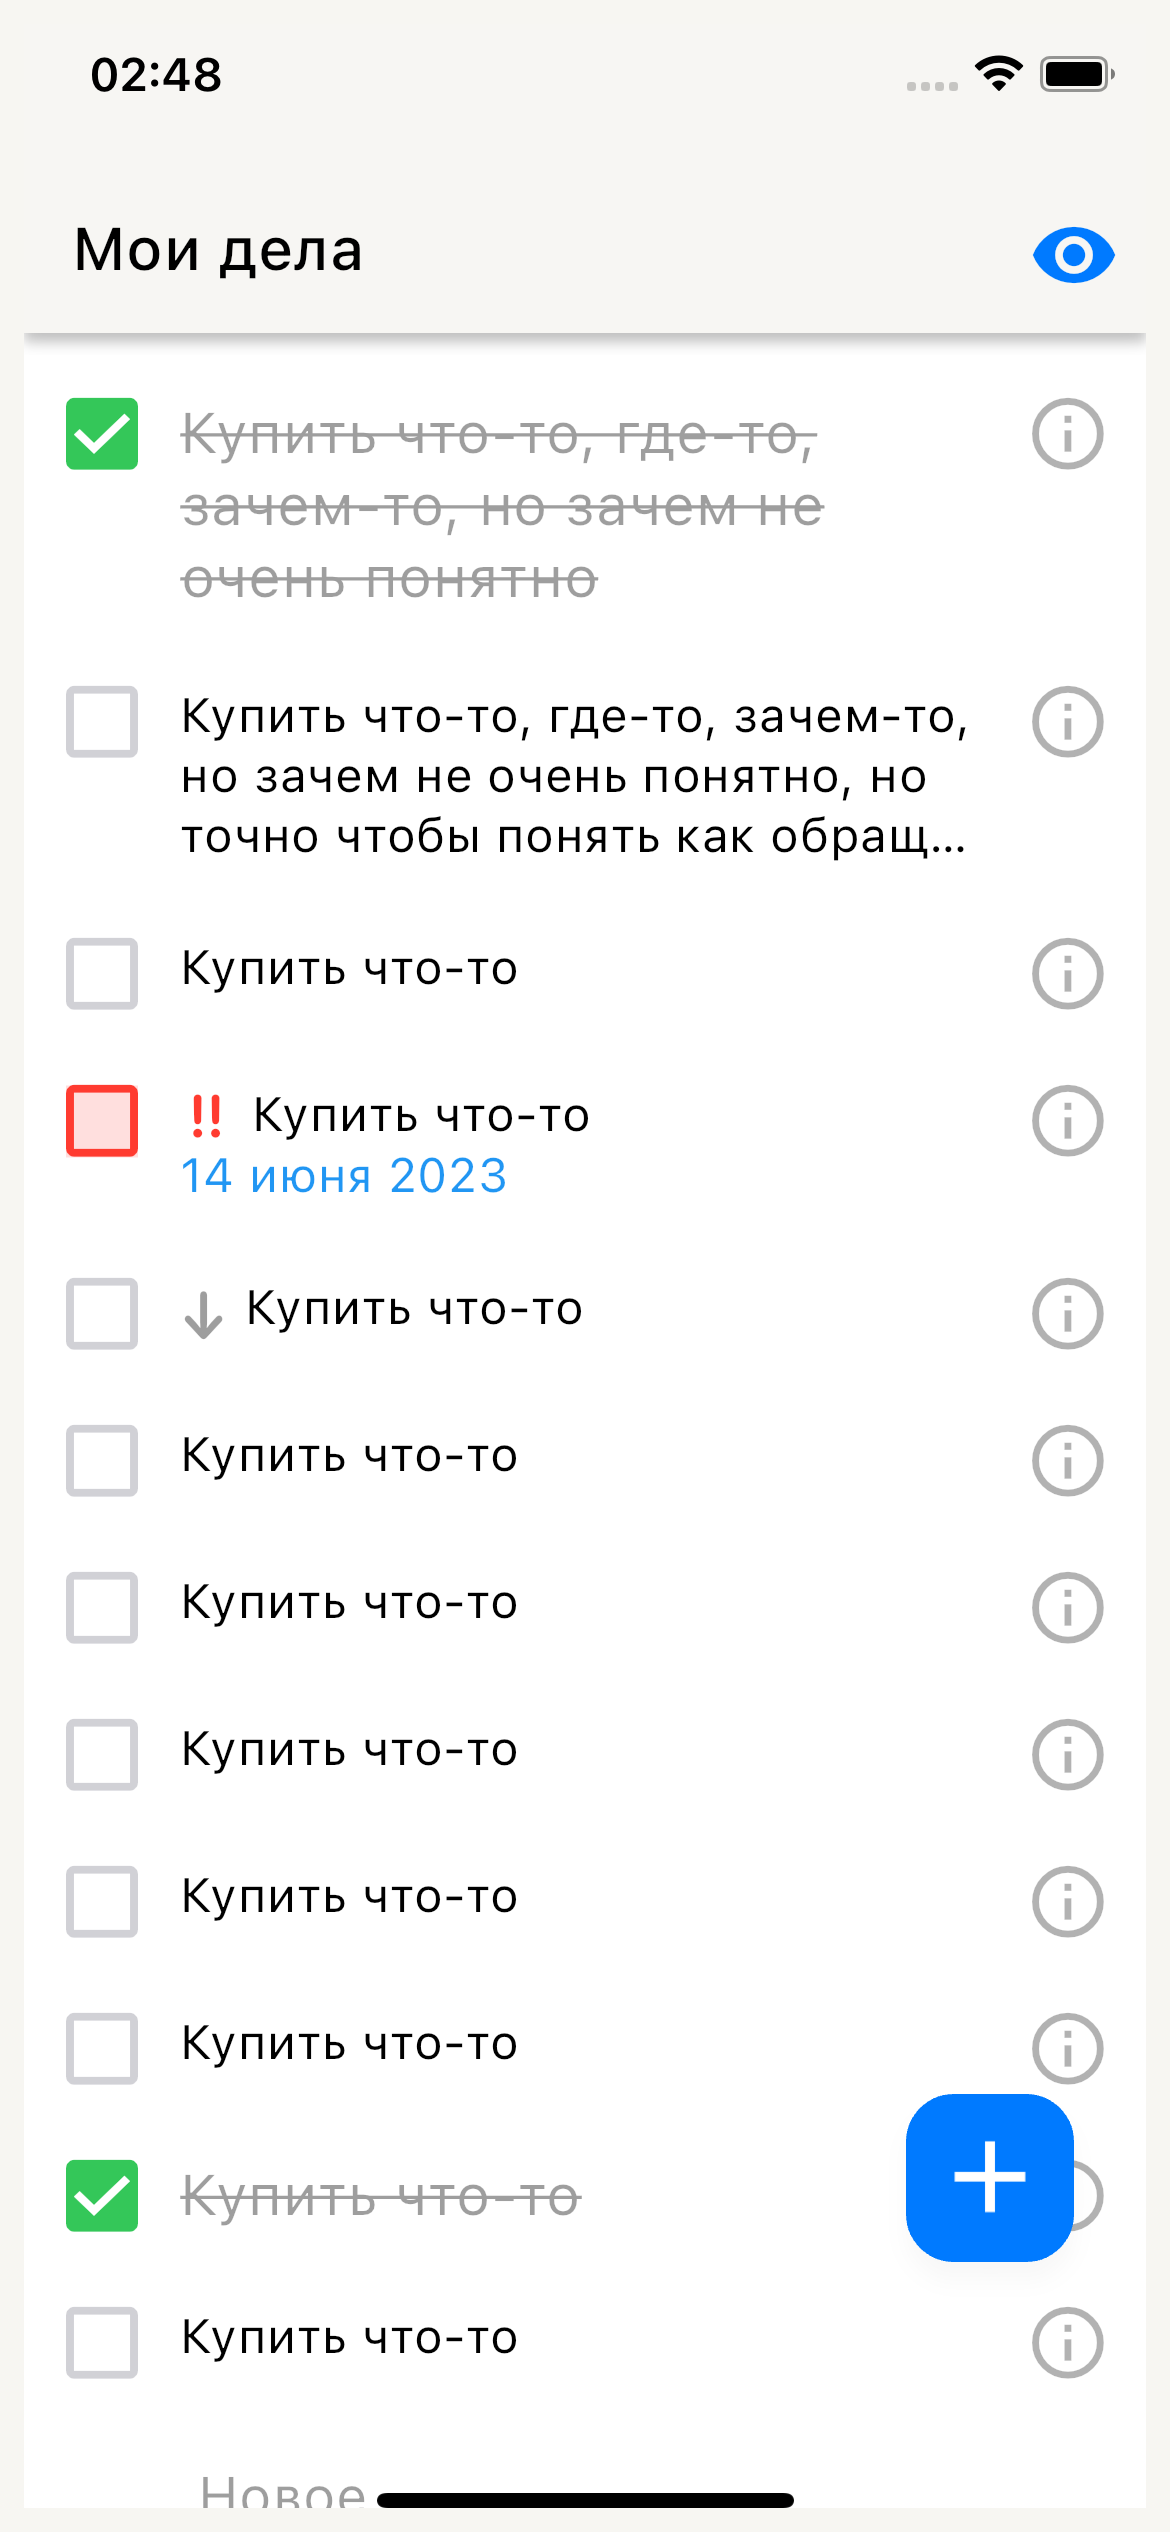 02:48
Мои дела
Купить что-то, где-то,
зачем-то, но зачем не
очень понятно
Купить что-то, где-то, зачем-то,
но зачем не очень понятно, но
точно чтобы понять как обращ...
Купить что-то
!! Купить что-то
14 июня 2023
Купить что-то
Купить что-то
Купить что-то
Купить что-то
Купить что-то
Купить что-то
Купить что-то
Купить что-то
Новое